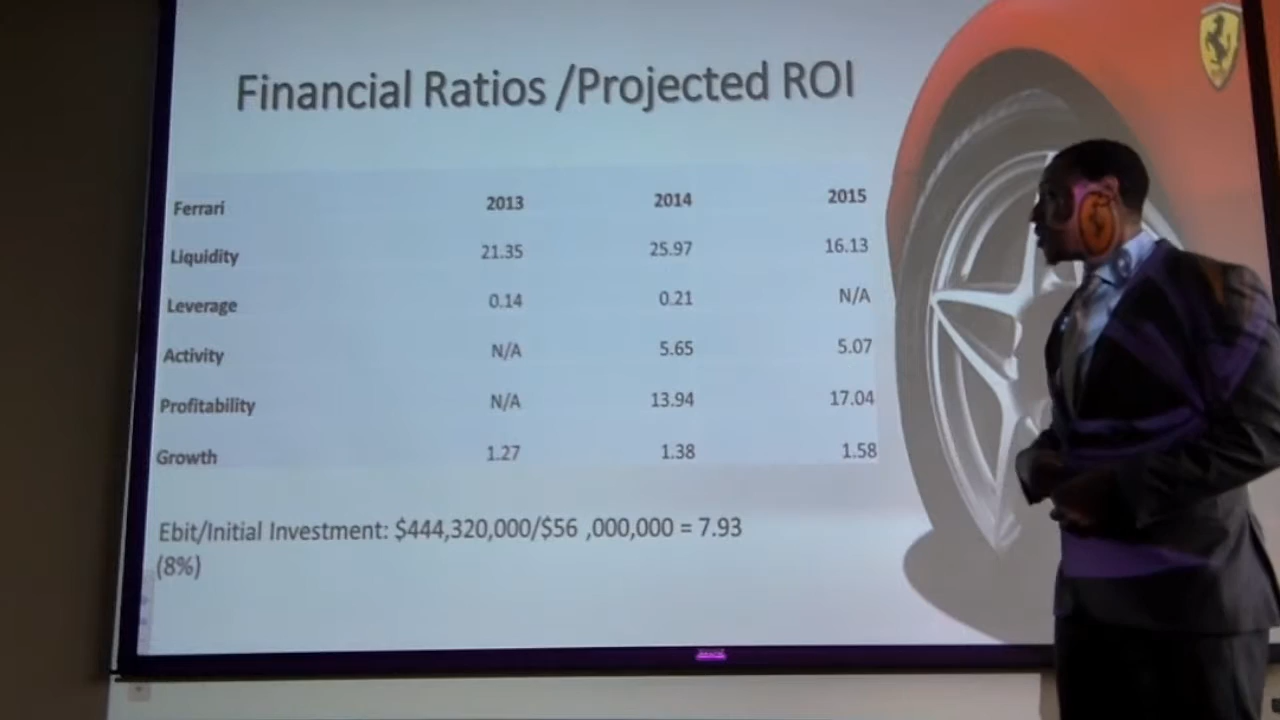 Financial Ratios /Projected ROI
Ferrari 2013 2014 2015
Liquidity 21.35 25.97 16.13
Leverage 0.14 0.21 N/A
Activity N/A 5.65 5.07
Profitability N/A 13.94 17.04
Growth 1.27 1.38 1.58
Ebit/Initial Investment: $444,320,000/$56 ,000,000 = 7.93
(8%)